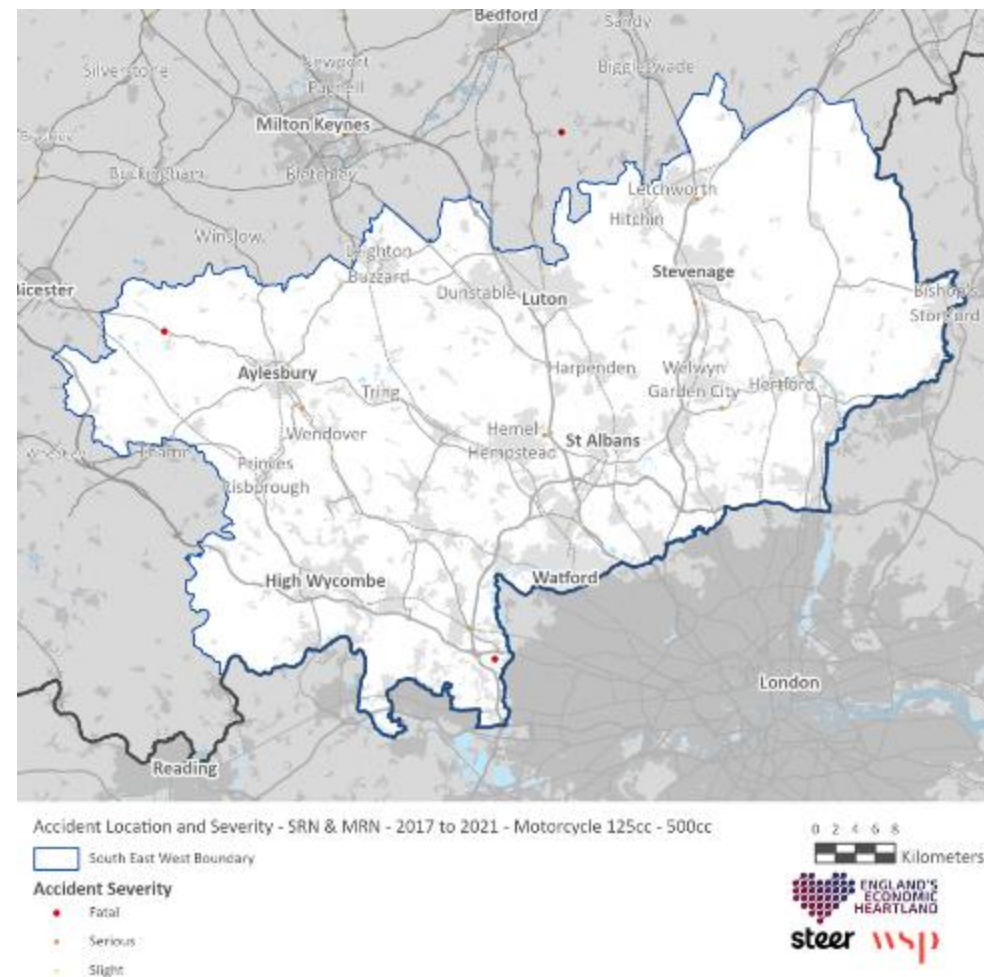 Bedford
Sandy
Biggleswade
Silverstone
Newport
Pagnell
Milton Keynes
Buckingham
Bletchley
Letchworth
Hitchin
Winslow
Leighton
Buzzard
Stevenage
Bicester
Dunstable
Luton
Bishop's
Stortford
Aylesbury
Harpenden
Welwyn
Garden City
Hertford
Tring
Wendover
Hemel
Hempstead
St Albans
Thame
Princes
Risborough
High Wycombe
Watford
London
Reading
Accident Location and Severity - SRN & MRN - 2017 to 2021 - Motorcycle 125cc - 500cc
South East West Boundary
Accident Severity
Fatal
Serious
Slight
0 2 4 6 8
Kilometers
ENGLAND'S
ECONOMIC
HEARTLAND
steer wsp